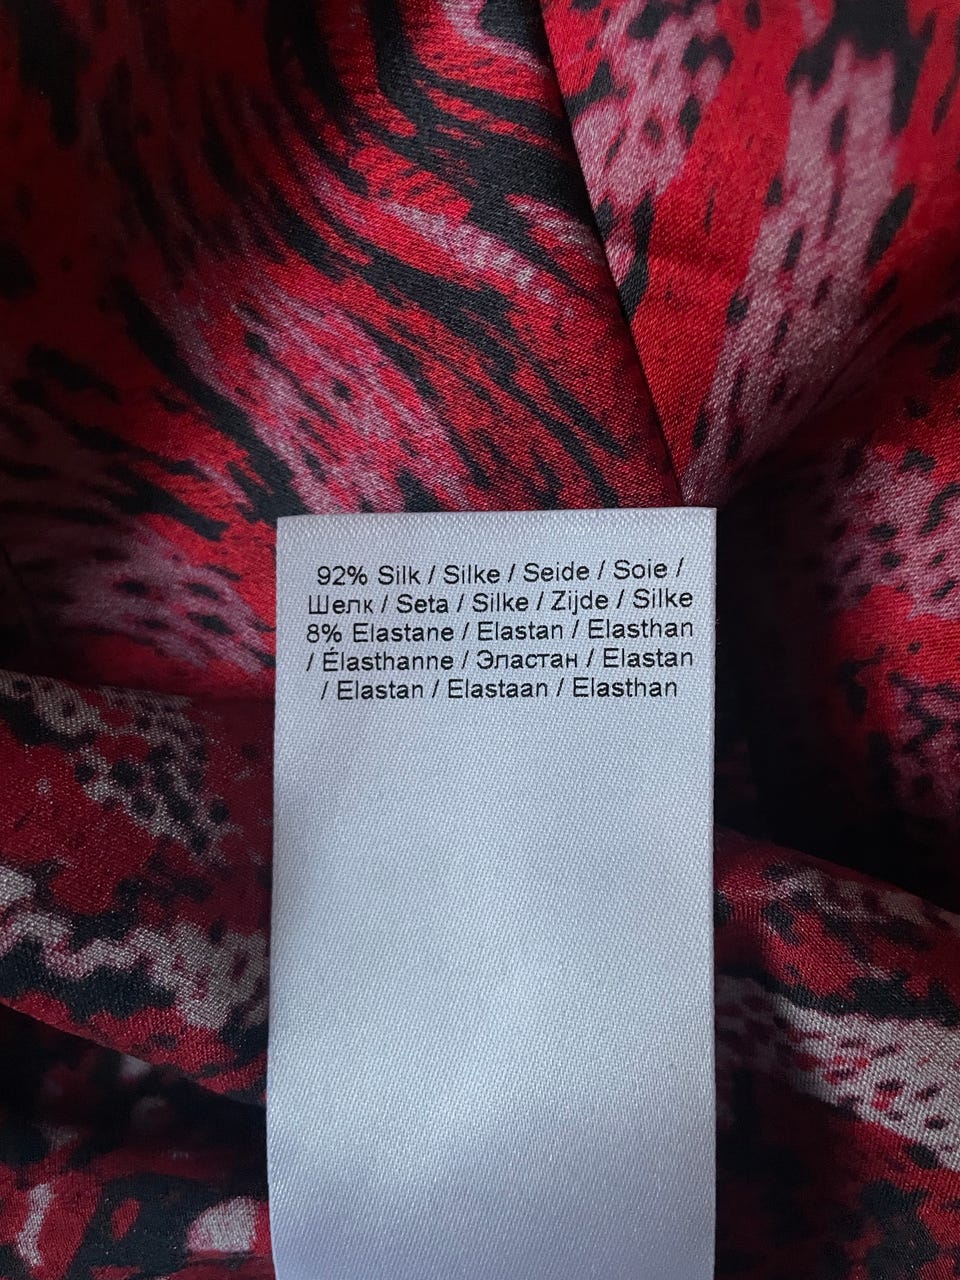 92% Silk / Silke / Seide / Soie /
Шелк / Seta / Silke / Zijde / Silke
8% Elastane / Elastan / Elasthan
/ Élasthanne / Эластан / Elastan
/ Elastan / Elastaan / Elasthan